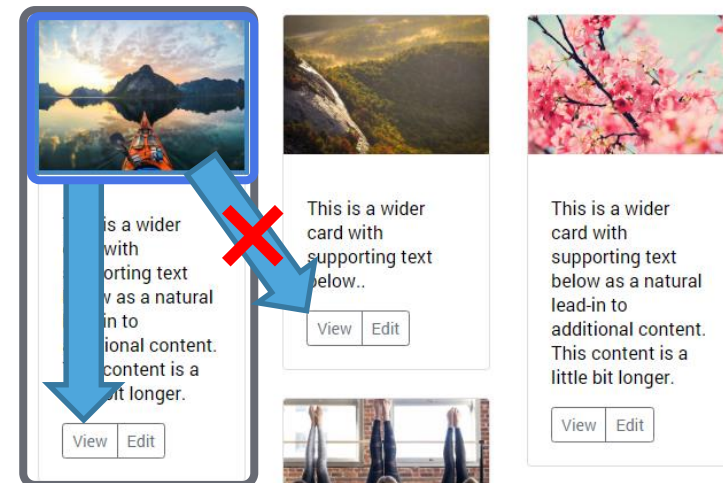 is a wider
with
text
as a natural
in to
content.
content is a
longer.
View Edit
This is a wider
card with
supporting text
below..
View Edit
This is a wider
card with
supporting text
below as a natural
lead-in to
additional content.
This content is a
little bit longer.
View Edit